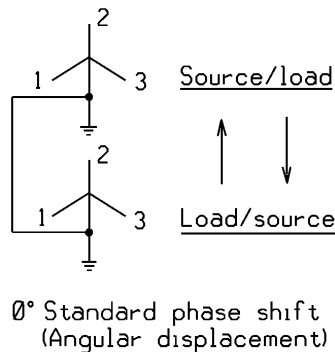 2
1
3
Source/load
2
1
3
Load/source
0° Standard phase shift
(Angular displacement)